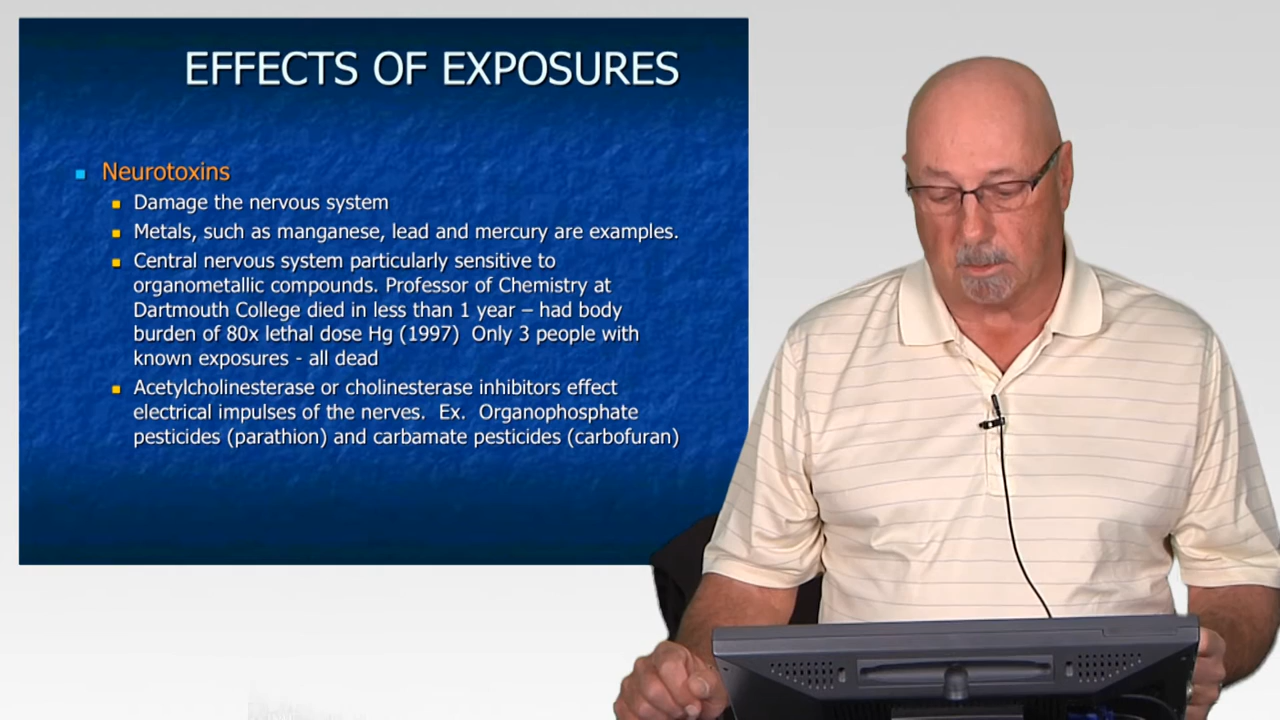 EFFECTS OF EXPOSURES
Neurotoxins
Damage the nervous system
Metals, such as manganese, lead and mercury are examples.
Central nervous system particularly sensitive to
organometallic compounds. Professor of Chemistry at
Dartmouth College died in less than 1 year – had body
burden of 80x lethal dose Hg (1997) Only 3 people with
known exposures - all dead
Acetylcholinesterase or cholinesterase inhibitors effect
electrical impulses of the nerves. Ex. Organophosphate
pesticides (parathion) and carbamate pesticides (carbofuran)